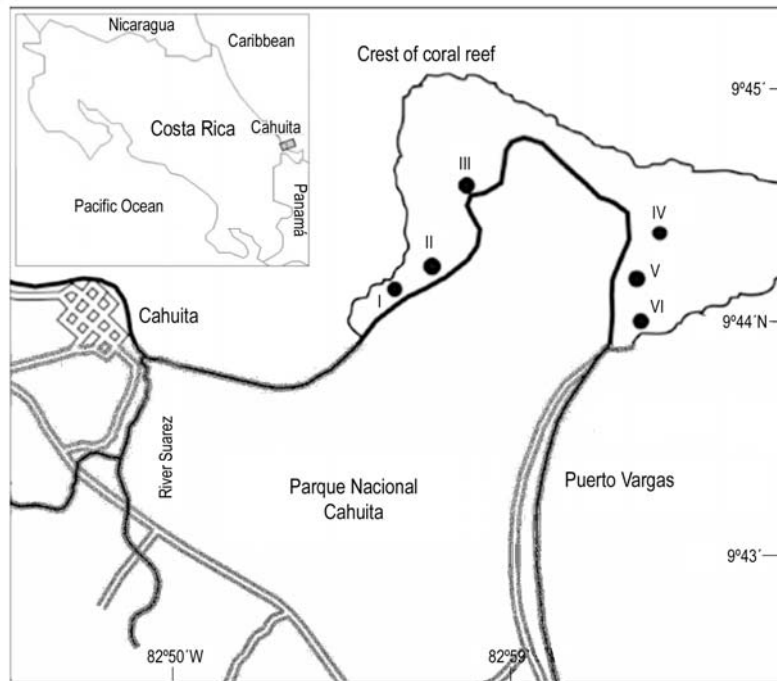 Nicaragua
Caribbean
Costa Rica
Cahuita
Panamá
Pacific Ocean
Crest of coral reef
9º45´
III
IV
II
V
I
VI
Cahuita
9º44´N
River Suarez
Parque Nacional
Cahuita
Puerto Vargas
9º43´
82º50´W
82º59´